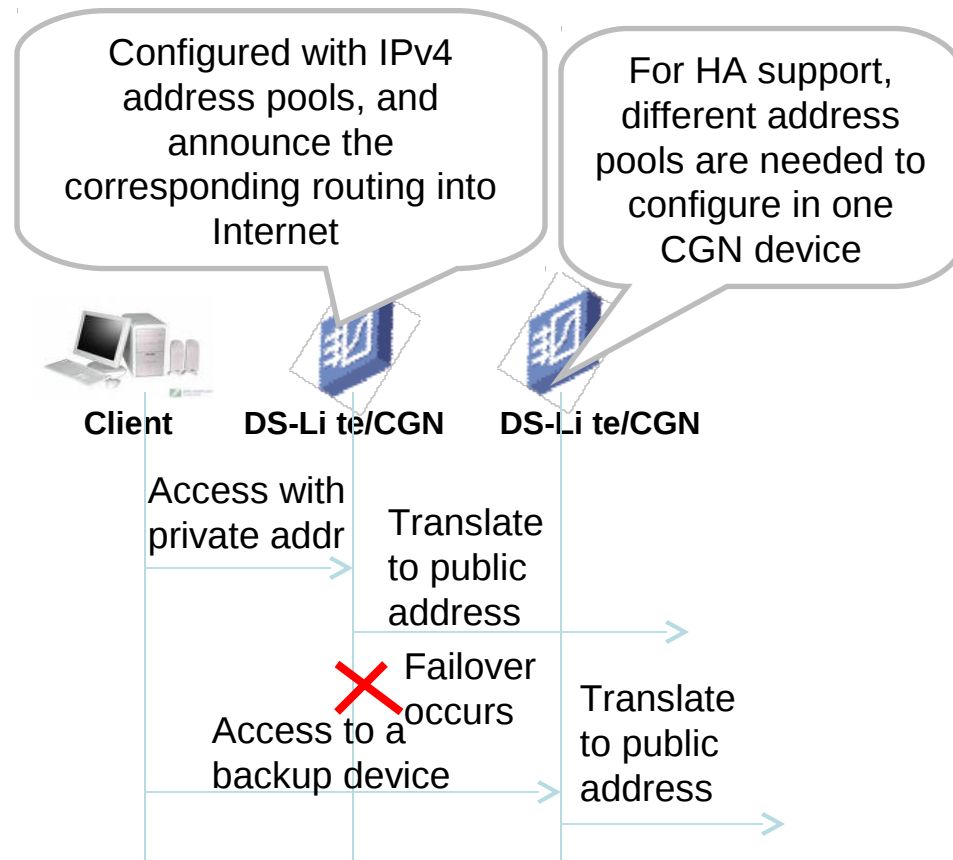 Configured with IPv4
address pools, and
announce the
corresponding routing into
Internet
For HA support,
different address
pools are needed to
configure in one
CGN device
Client
DS-Li te/CGN
DS-Li te/CGN
Access with
private addr
Translate
to public
address
Failover
occurs
Access to a
backup device
Translate
to public
address